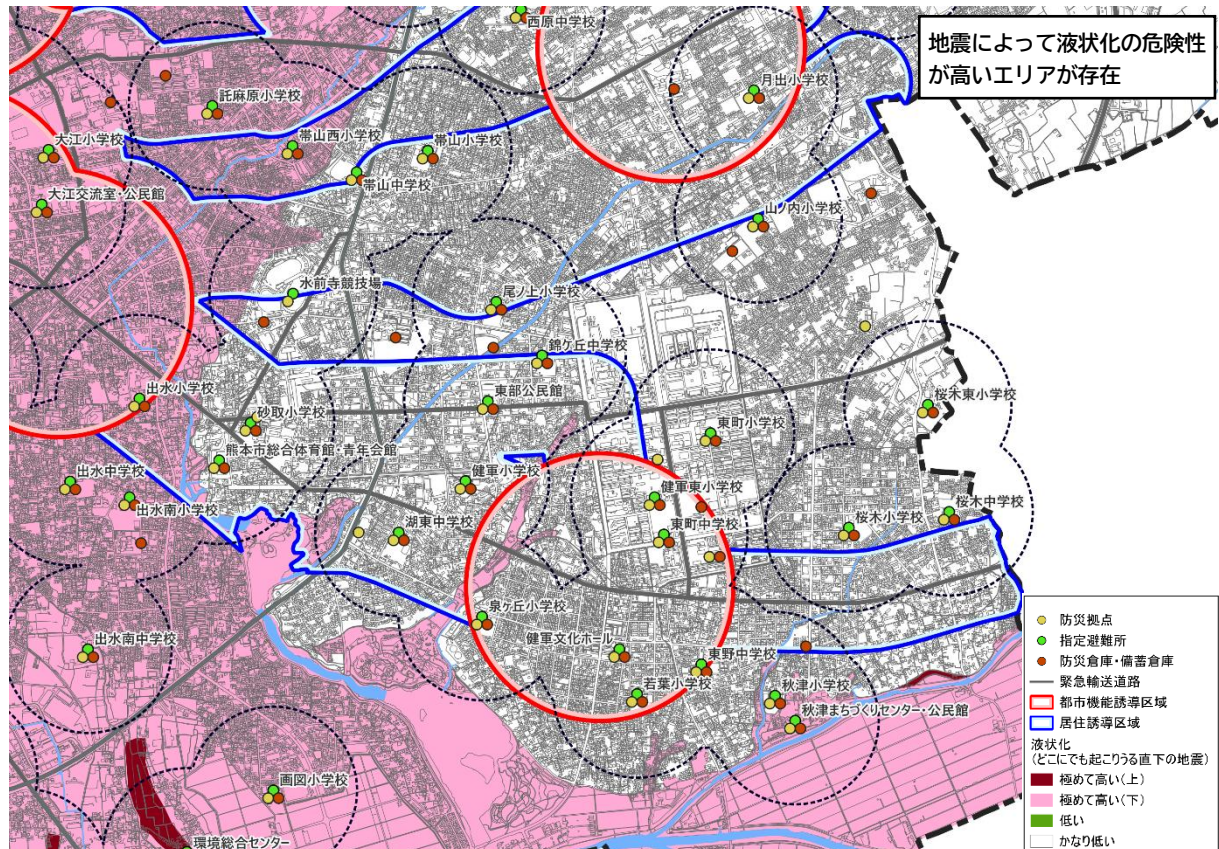 地震によって液状化の危険性
が高いエリアが存在
西原中学校
月出小学校
託麻原小学校
帯山西小学校
帯山小学校
大江小学校
帯山中学校
大江交流室・公民館
山ノ内小学校
水前寺競技場
尾ノ上小学校
錦ケ丘中学校
出水小学校
東部公民館
桜木東小学校
砂取小学校
東町小学校
熊本市総合体育館・青年会館
出水中学校
健軍小学校
健軍東小学校
出水南小学校
湖東中学校
東町中学校
桜木小学校
桜木中学校
泉ヶ丘小学校
出水南中学校
健軍文化ホール
東野中学校
若葉小学校
秋津小学校
秋津まちづくりセンター・公民館
画図小学校
環境総合センター
防災拠点
指定避難所
防災倉庫・備蓄倉庫
緊急輸送道路
都市機能誘導区域
居住誘導区域
液状化
(どこにでも起こりうる直下の地震)
極めて高い(上)
極めて高い(下)
低い
かなり低い